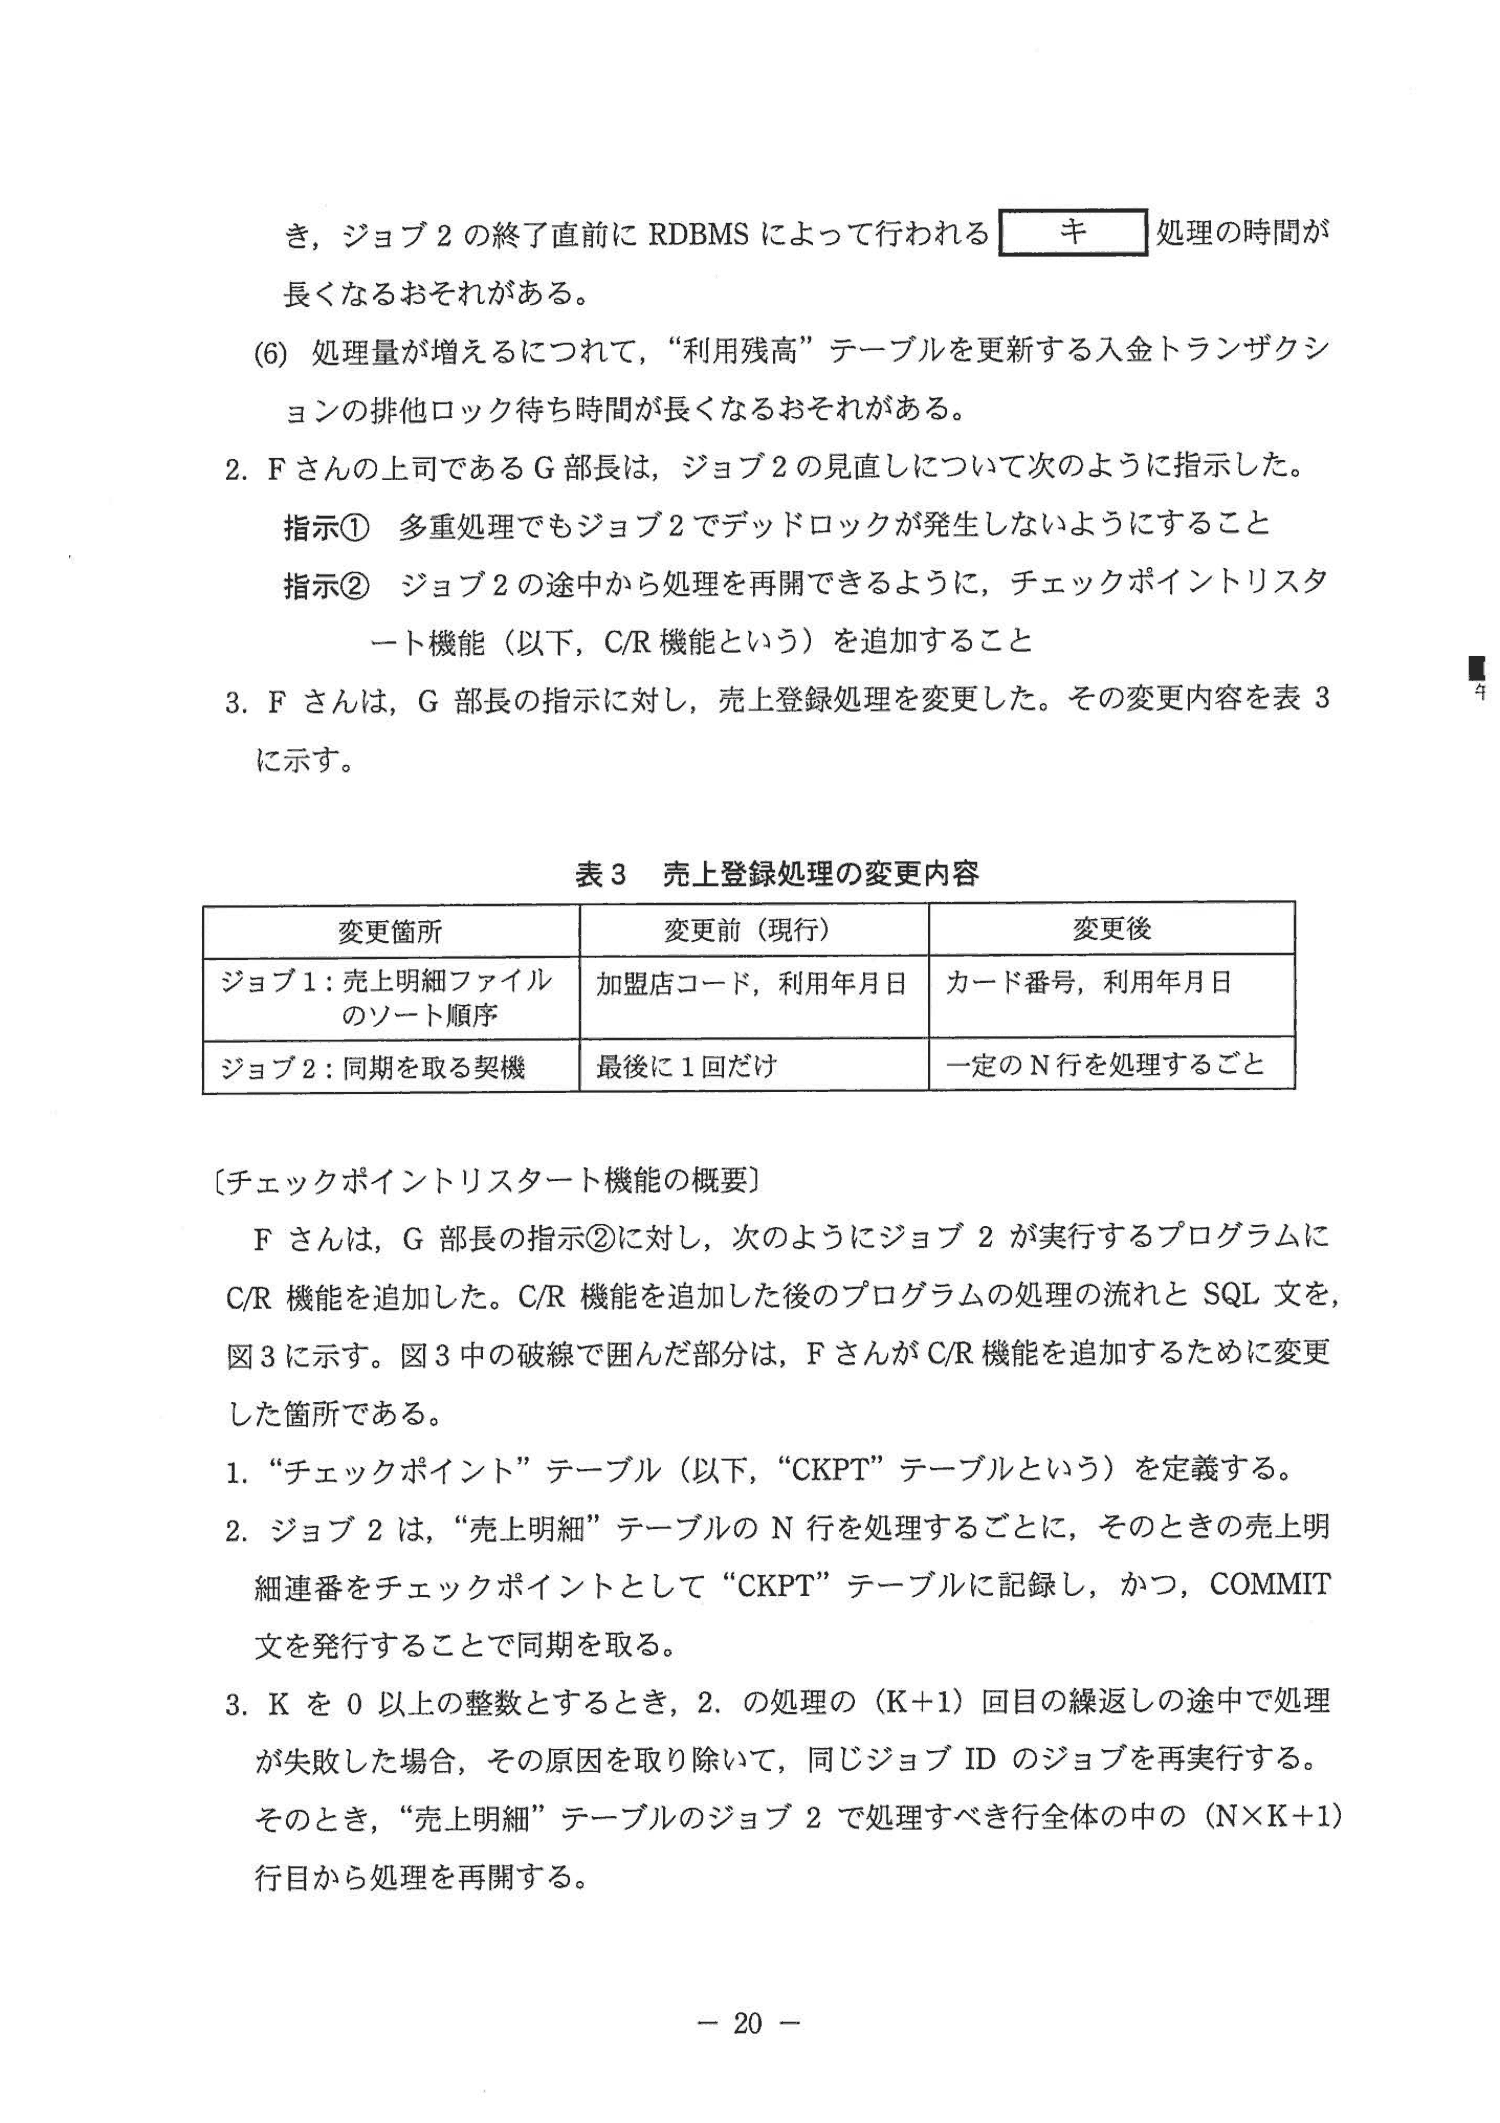 き，ジョブ 2 の終了直前に RDBMS によって行われる キ 処理の時間が
長くなるおそれがある。
(6) 処理量が増えるにつれて，“利用残高” テーブルを更新する入金トランザクシ
ョンの排他ロック待ち時間が長くなるおそれがある。
2. F さんの上司である G 部長は，ジョブ 2 の見直しについて次のように指示した。
指示① 多重処理でもジョブ 2 でデッドロックが発生しないようにすること
指示② ジョブ 2 の途中から処理を再開できるように，チェックポイントリスタ
ート機能（以下，C/R 機能という）を追加すること
3. F さんは，G 部長の指示に対し，売上登録処理を変更した。その変更内容を表 3
に示す。
表 3 売上登録処理の変更内容
変更箇所 変更前（現行） 変更後
ジョブ 1：売上明細ファイル 加盟店コード，利用年月日 カード番号，利用年月日
のソート順序
ジョブ 2：同期を取る契機 最後に 1 回だけ 一定の N 行を処理するごと
〔チェックポイントリスタート機能の概要〕
F さんは，G 部長の指示②に対し，次のようにジョブ 2 が実行するプログラムに
C/R 機能を追加した。C/R 機能を追加した後のプログラムの処理の流れと SQL 文を，
図 3 に示す。図 3 中の破線で囲んだ部分は，F さんが C/R 機能を追加するために変更
した箇所である。
1. “チェックポイント” テーブル（以下，“CKPT” テーブルという）を定義する。
2. ジョブ 2 は，“売上明細” テーブルの N 行を処理するごとに，そのときの売上明
細連番をチェックポイントとして “CKPT” テーブルに記録し，かつ，COMMIT
文を発行することで同期を取る。
3. K を 0 以上の整数とするとき，2. の処理の（K＋1）回目の繰返しの途中で処理
が失敗した場合，その原因を取り除いて，同じジョブ ID のジョブを再実行する。
そのとき，“売上明細” テーブルのジョブ 2 で処理すべき行全体の中の（N×K＋1）
行目から処理を再開する。
－ 20 －